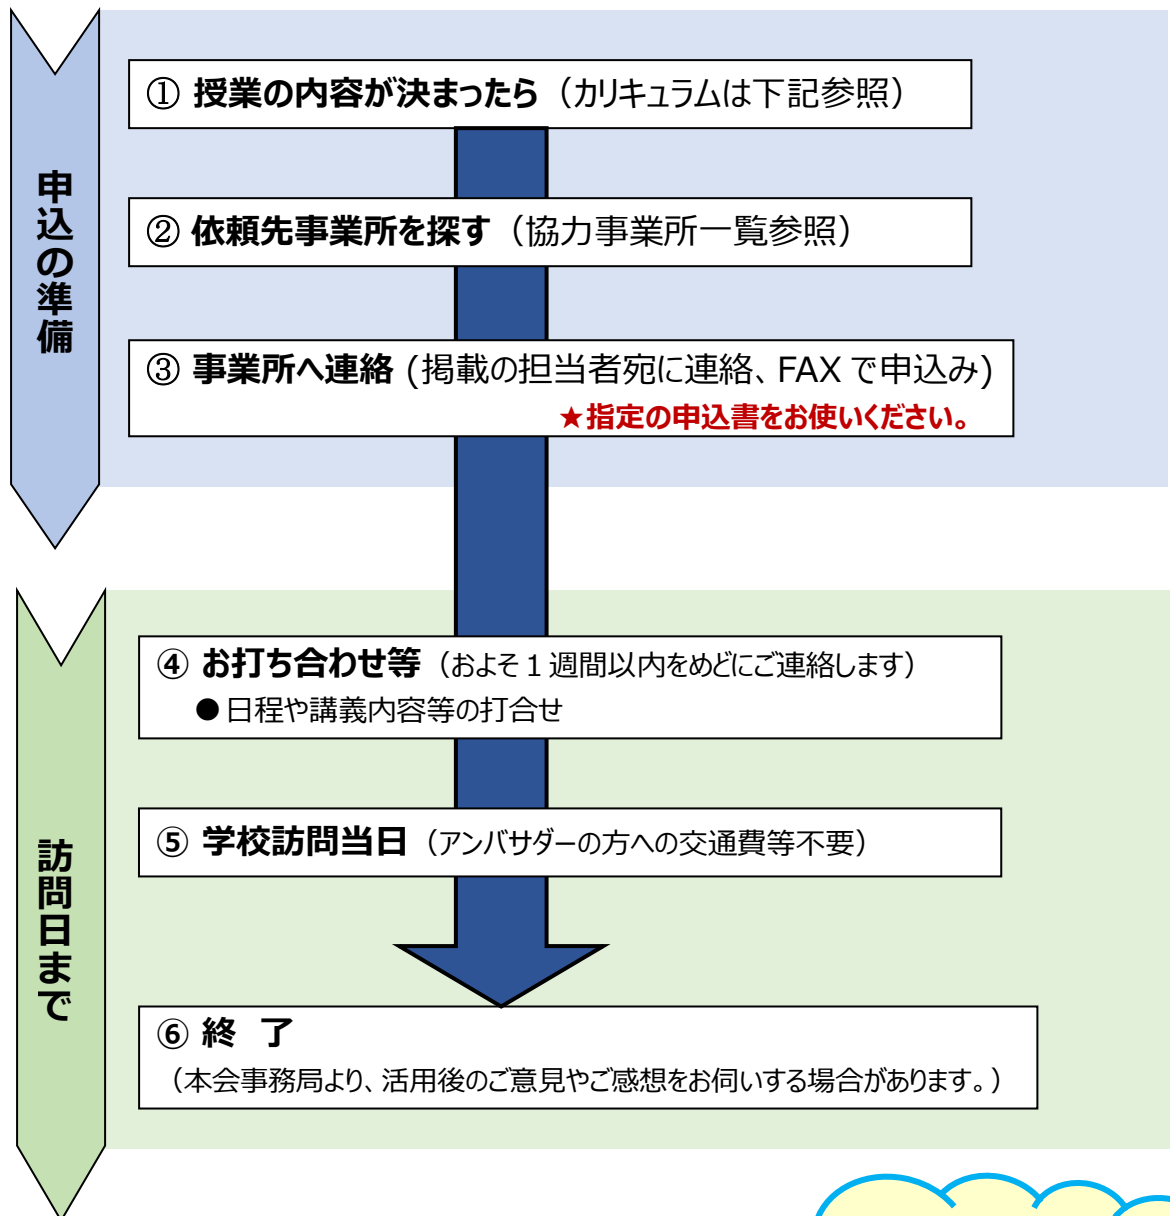 申込の準備
① 授業の内容が決まったら（カリキュラムは下記参照）
② 依頼先事業所を探す（協力事業所一覧参照）
③ 事業所へ連絡 (掲載の担当者宛に連絡、FAX で申込み)
★指定の申込書をお使いください。
訪問日まで
④ お打ち合わせ等（およそ 1 週間以内をめどにご連絡します）
● 日程や講義内容等の打合せ
⑤ 学校訪問当日（アンバサダーの方への交通費等不要）
⑥ 終　了
（本会事務局より、活用後のご意見やご感想をお伺いする場合があります。）